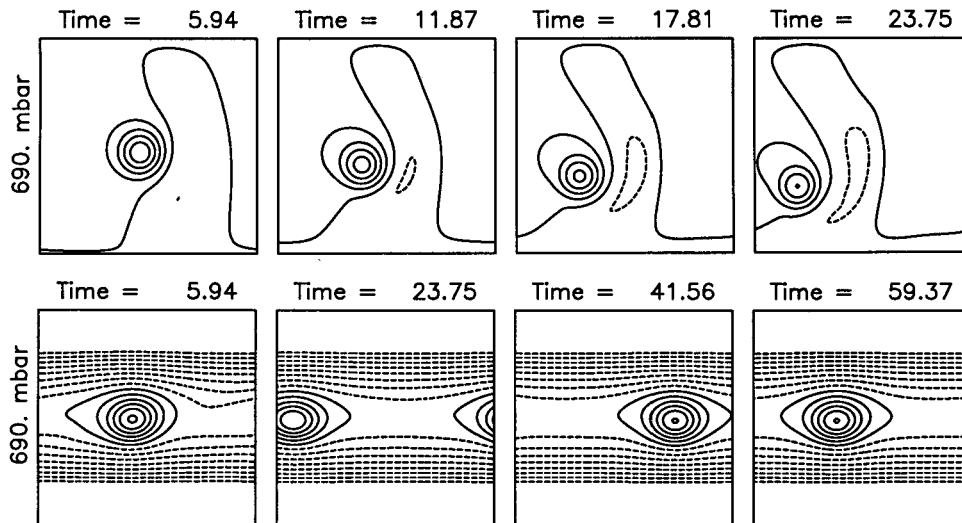 Time = 5.94
Time = 11.87
Time = 17.81
Time = 23.75
690. mbar
Time = 5.94
Time = 23.75
Time = 41.56
Time = 59.37
690. mbar